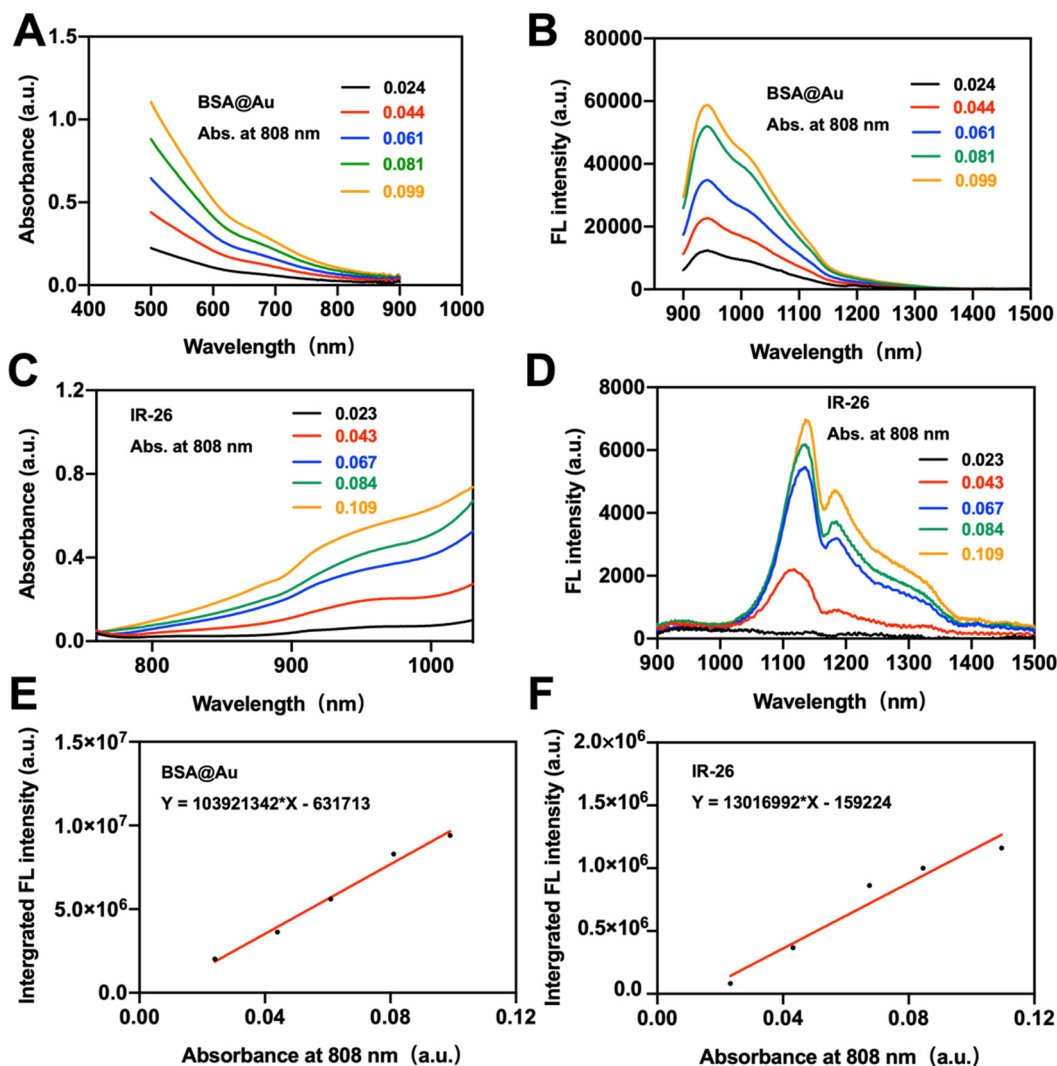 A
Absorbance (a.u.)
1.5
1.0
0.5
0.0
BSA@Au
Abs. at 808 nm
0.024
0.044
0.061
0.081
0.099
400 500 600 700 800 900 1000
Wavelength (nm)
B
FL intensity (a.u.)
80000
60000
40000
20000
0
BSA@Au
Abs. at 808 nm
0.024
0.044
0.061
0.081
0.099
900 1000 1100 1200 1300 1400 1500
Wavelength (nm)
C
Absorbance (a.u.)
1.2
0.8
0.4
0.0
IR-26
Abs. at 808 nm
0.023
0.043
0.067
0.084
0.109
800 900 1000
Wavelength (nm)
D
FL intensity (a.u.)
8000
6000
4000
2000
0
IR-26
Abs. at 808 nm
0.023
0.043
0.067
0.084
0.109
900 1000 1100 1200 1300 1400 1500
Wavelength (nm)
E
Intergrated FL intensity (a.u.)
1.5×10⁷
1.0×10⁷
5.0×10⁶
0.0
BSA@Au
Y = 103921342*X - 631713
0.00 0.04 0.08 0.12
Absorbance at 808 nm (a.u.)
F
Intergrated FL intensity (a.u.)
2.0×10⁶
1.5×10⁶
1.0×10⁶
0.5×10⁶
0.0
IR-26
Y = 13016992*X - 159224
0.00 0.04 0.08 0.12
Absorbance at 808 nm (a.u.)